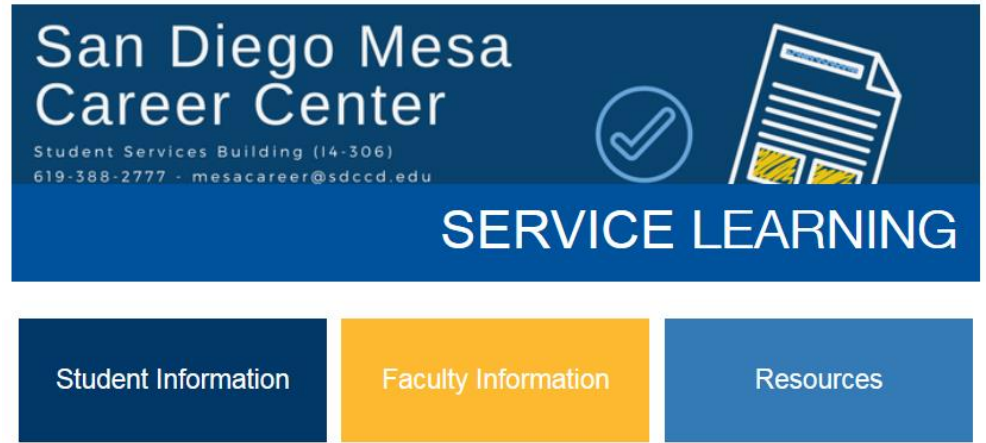 San Diego Mesa
Career Center
Student Services Building (I4-306)
619-388-2777 - mesacareer@sdccd.edu
SERVICE LEARNING
Student Information
Faculty Information
Resources